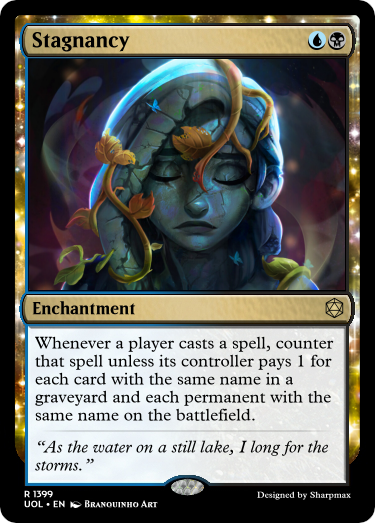 Stagnancy
Enchantment
Whenever a player casts a spell, counter
that spell unless its controller pays 1 for
each card with the same name in a
graveyard and each permanent with the
same name on the battlefield.
“As the water on a still lake, I long for the
storms.”
R 1399
UOL • EN Branquinho Art
Designed by Sharpmax